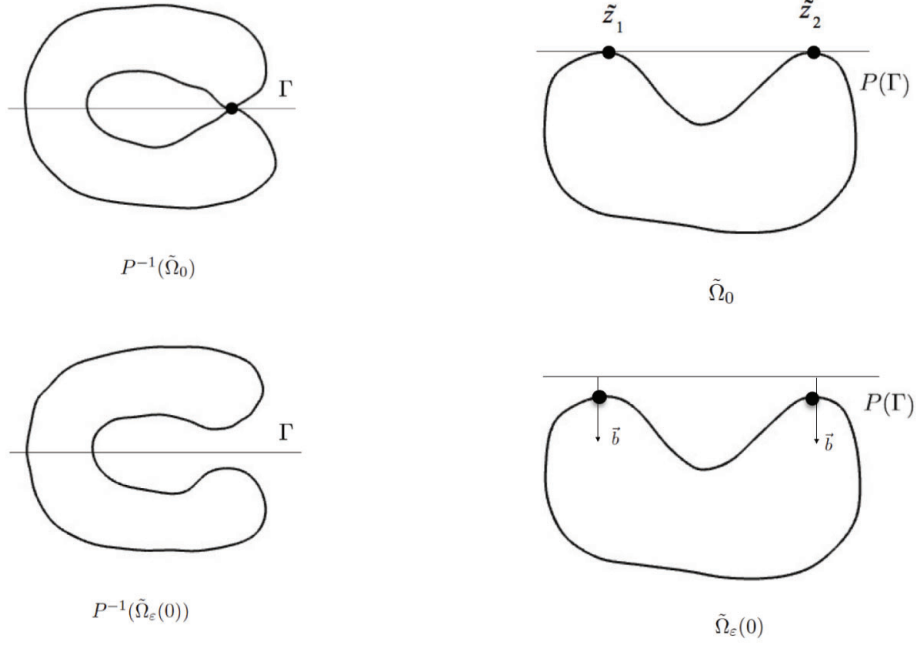 z̃₁ z̃₂
Γ P(Γ)
P⁻¹(Ω̃₀) Ω̃₀
Γ P(Γ)
b⃗ b⃗
P⁻¹(Ω̃ε(0)) Ω̃ε(0)